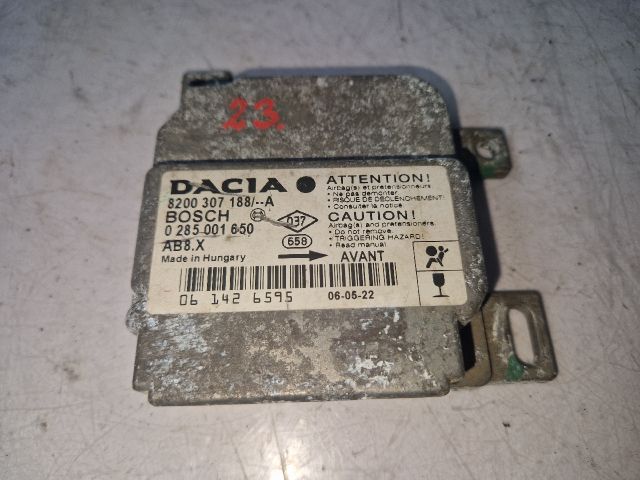 23.
DACIA
8200 307 188/--A
BOSCH
0 285 001 650
AB8.X
Made in Hungary
D37
658
ATTENTION!
Airbag(s) et prétensionneurs
• Ne pas démonter
• RISQUE DE DECLENCHEMENT!
• Consulter la notice
CAUTION!
Airbag(s) and pretensioners
• Do not remove
• TRIGGERING HAZARD!
• Read manual
AVANT
06 142 6595
06-05-22